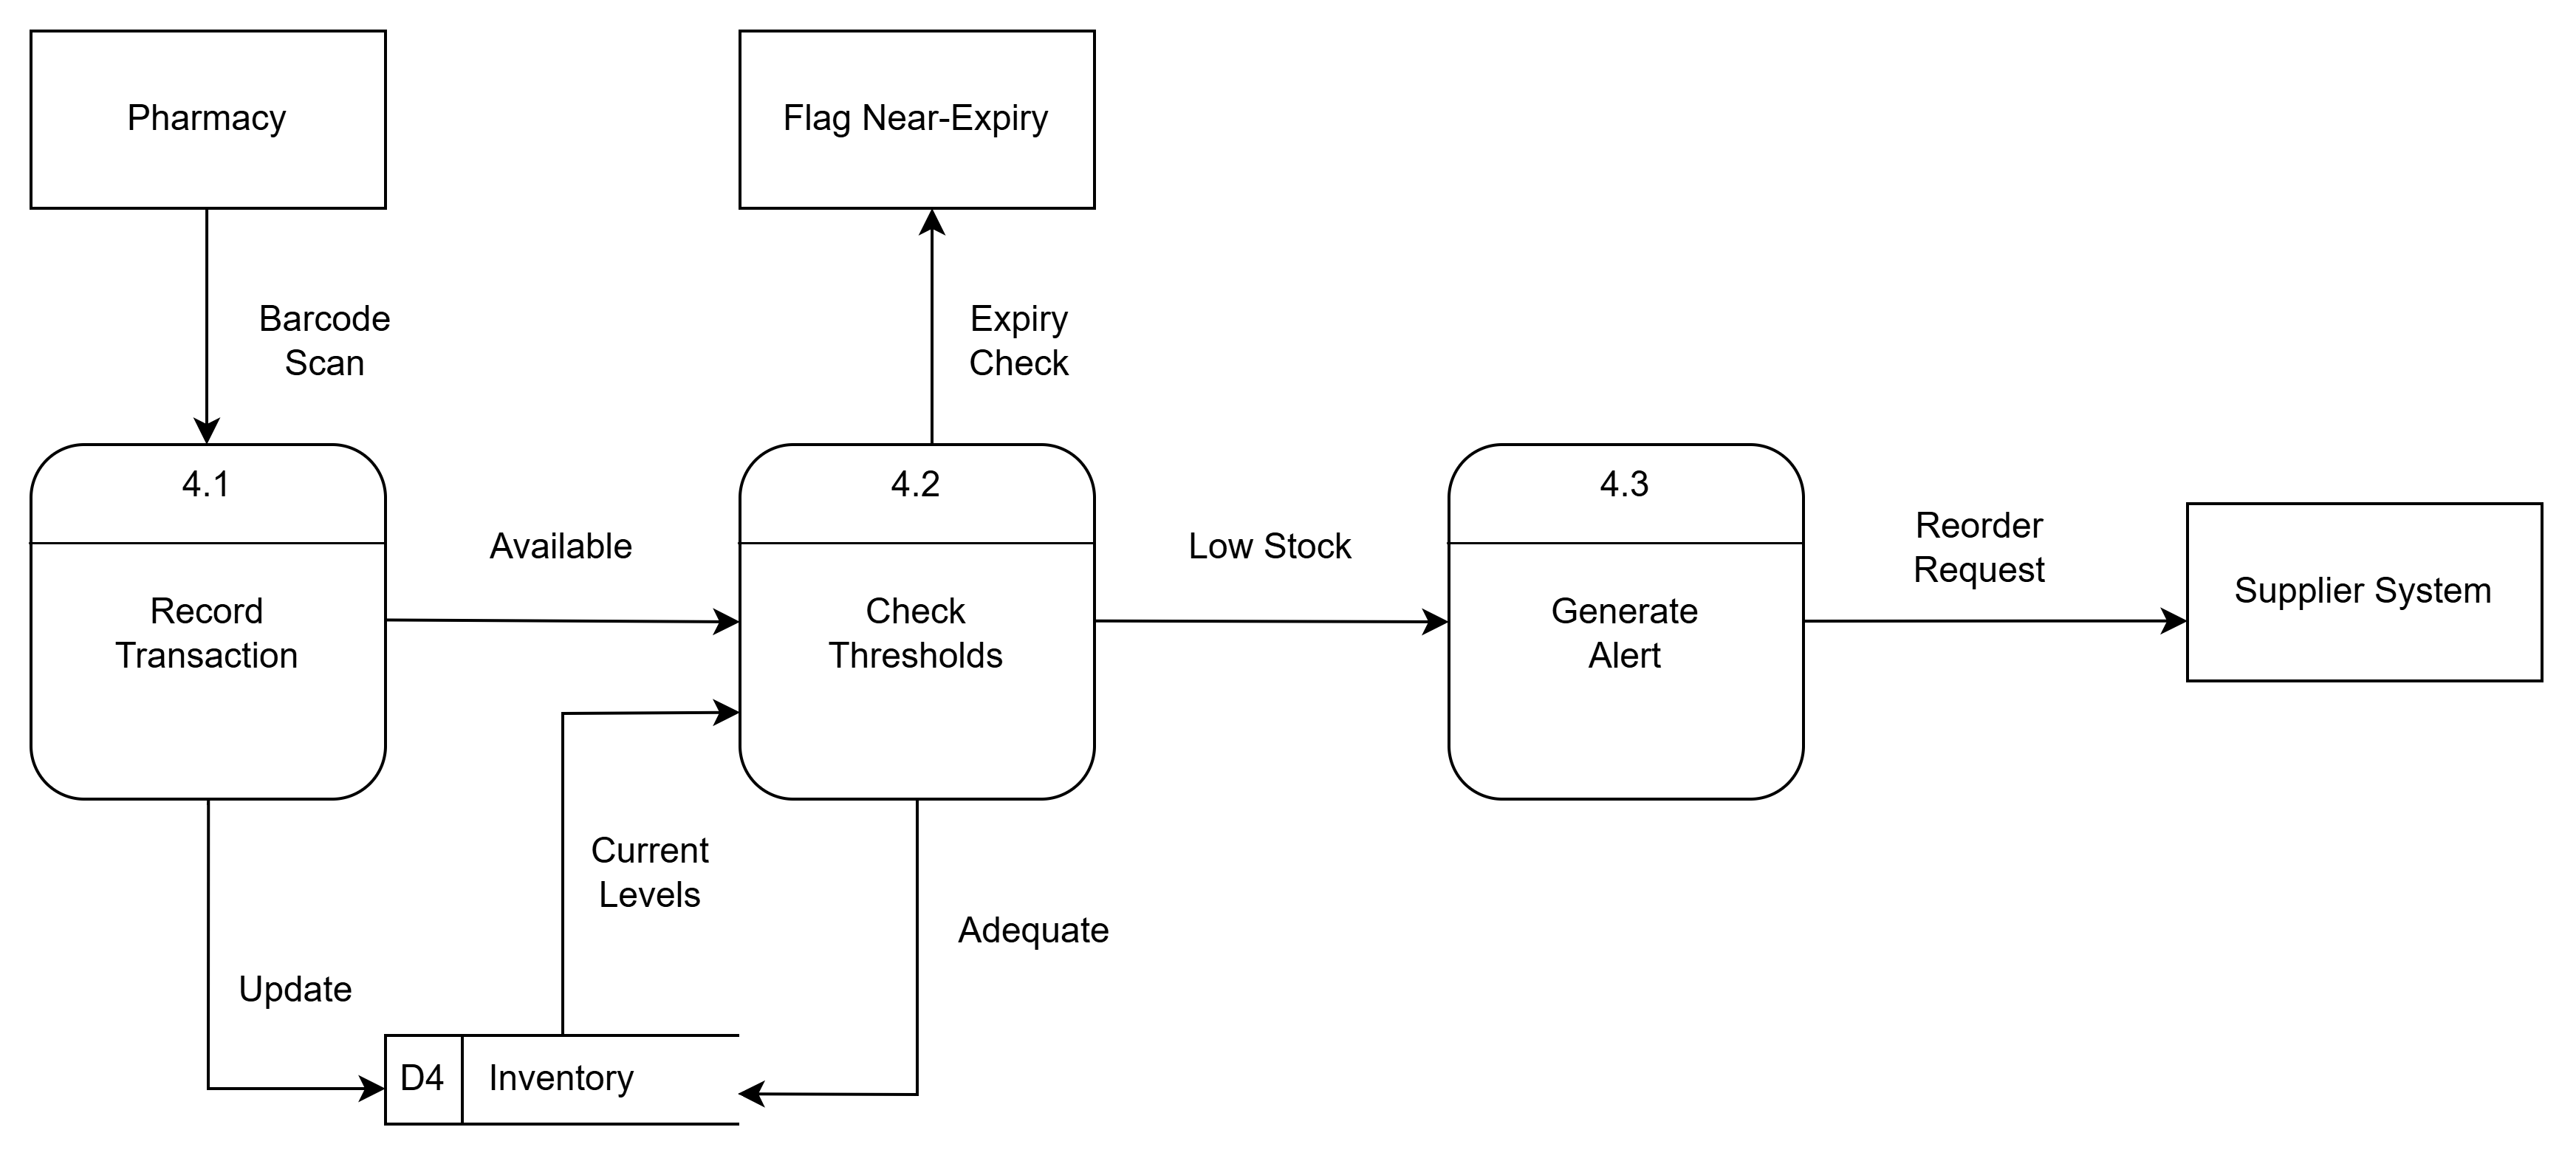 Pharmacy
Flag Near-Expiry
Barcode
Scan
Expiry
Check
4.1
4.2
4.3
Available
Low Stock
Reorder
Request
Record
Transaction
Check
Thresholds
Generate
Alert
Supplier System
Current
Levels
Adequate
Update
D4
Inventory